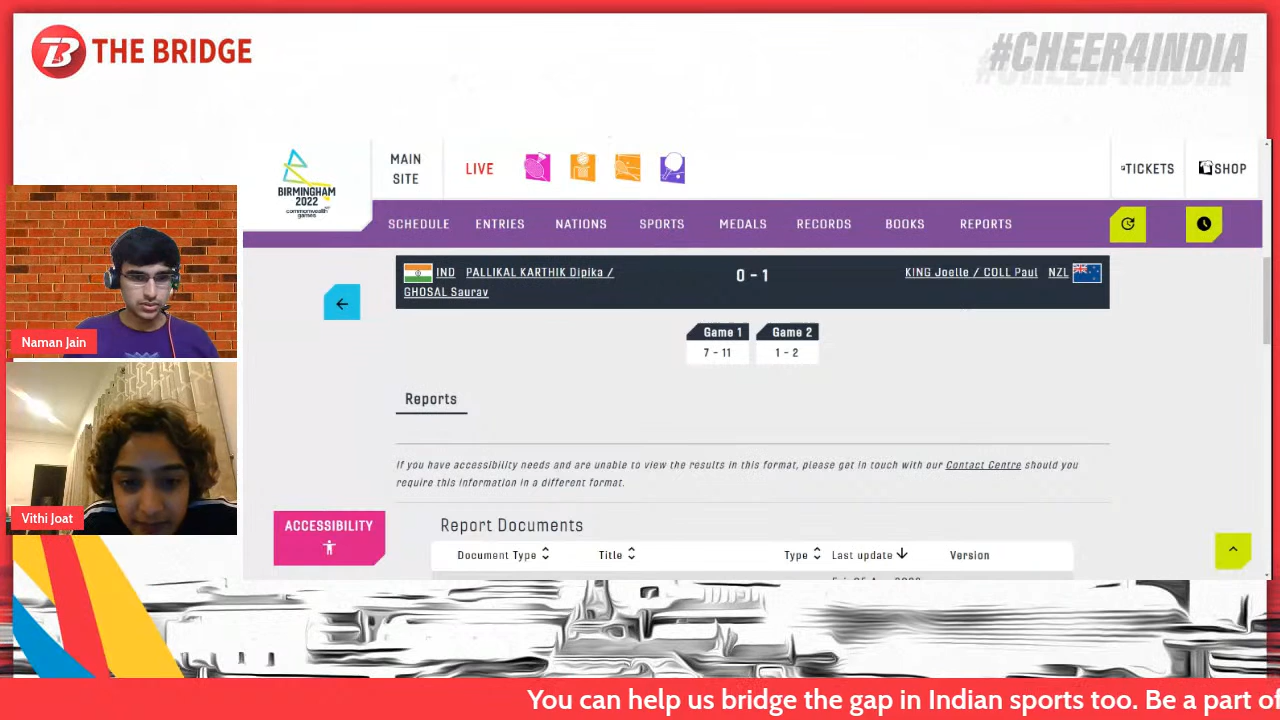 THE BRIDGE
#CHEER4INDIA
MAIN SITE
LIVE
TICKETS
SHOP
BIRMINGHAM
2022
commonwealth
games
SCHEDULE ENTRIES NATIONS SPORTS MEDALS RECORDS BOOKS REPORTS
IND PALLIKAL KARTHIK Dipika /
GHOSAL Saurav
0 - 1
KING Joelle / COLL Paul NZL
Game 1 Game 2
7 - 11 1 - 2
Naman Jain
Reports
If you have accessibility needs and are unable to view the results in this format, please get in touch with our Contact Centre should you
require this information in a different format.
Vithi Joat
ACCESSIBILITY
Report Documents
Document Type Title Type Last update Version
You can help us bridge the gap in Indian sports too. Be a part of